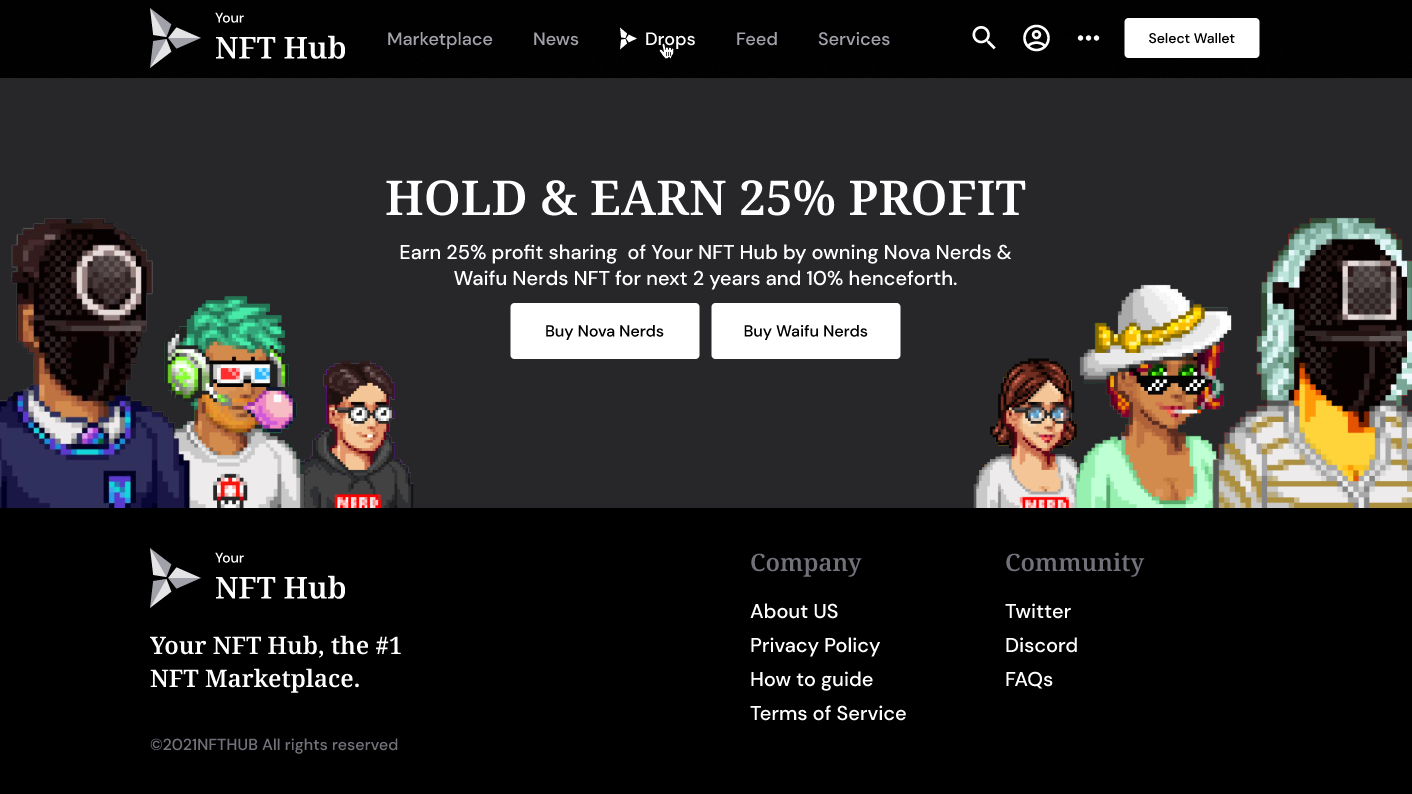 Your
NFT Hub
Marketplace
News
Drops
Feed
Services
Select Wallet
HOLD & EARN 25% PROFIT
Earn 25% profit sharing  of Your NFT Hub by owning Nova Nerds &
Waifu Nerds NFT for next 2 years and 10% henceforth.
Buy Nova Nerds
Buy Waifu Nerds
N
NERD
NERD
Your
NFT Hub
Your NFT Hub, the #1
NFT Marketplace.
©2021NFTHUB All rights reserved
Company
About US
Privacy Policy
How to guide
Terms of Service
Community
Twitter
Discord
FAQs